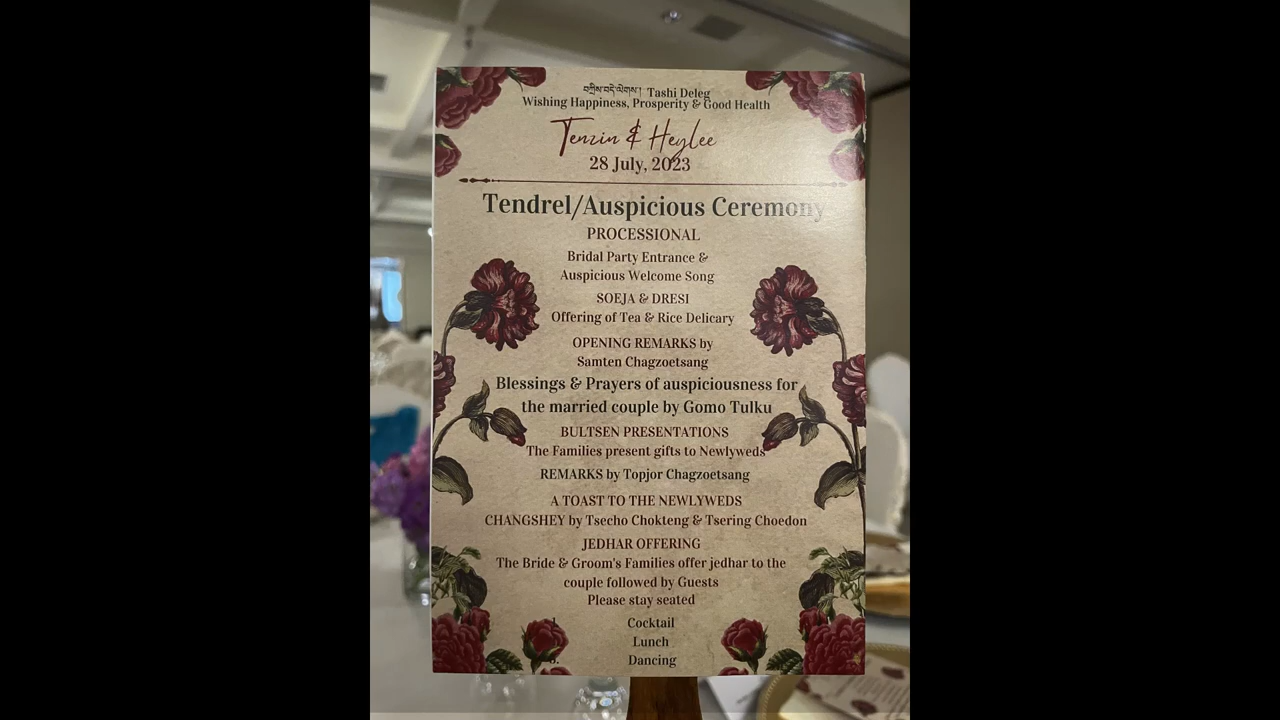 བཀྲིས་བདེ་ལེགས། Tashi Deleg
Wishing Happiness, Prosperity & Good Health
Tenzin & Heylee
28 July, 2023
Tendrel/Auspicious Ceremony
PROCESSIONAL
Bridal Party Entrance &
Auspicious Welcome Song
SOEJA & DRESI
Offering of Tea & Rice Delicary
OPENING REMARKS by
Samten Chagzoetsang
Blessings & Prayers of auspiciousness for
the married couple by Gomo Tulku
BULTSEN PRESENTATIONS
The Families present gifts to Newlyweds
REMARKS by Topjor Chagzoetsang
A TOAST TO THE NEWLYWEDS
CHANGSHEY by Tsecho Chokteng & Tsering Choedon
JEDHAR OFFERING
The Bride & Groom's Families offer jedhar to the
couple followed by Guests
Please stay seated
Cocktail
Lunch
Dancing